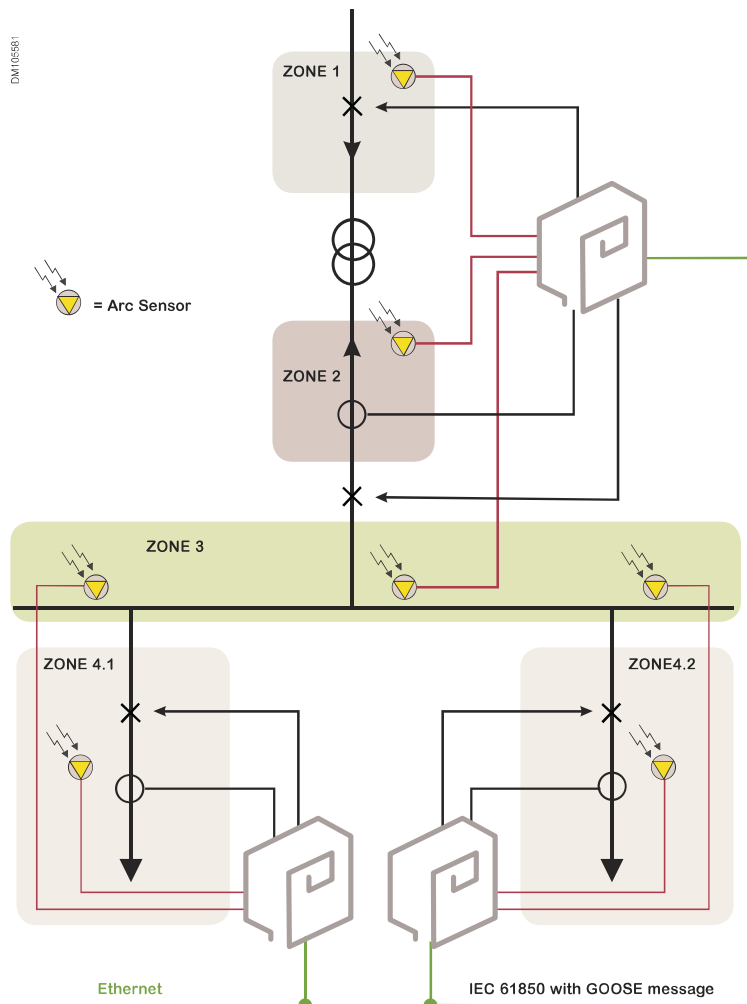 DM105581
ZONE 1
= Arc Sensor
ZONE 2
ZONE 3
ZONE 4.1
ZONE4.2
Ethernet
IEC 61850 with GOOSE message